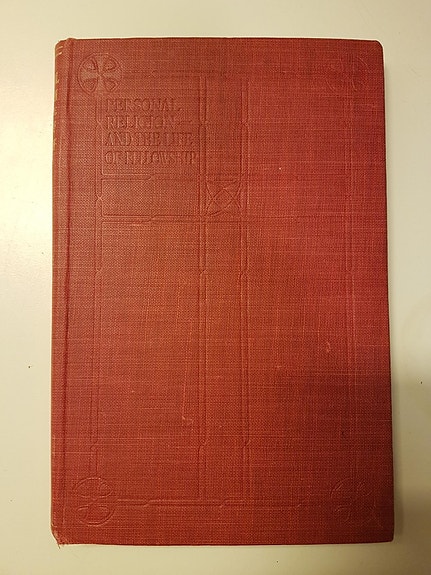 PERSONAL
RELIGION
AND THE LIFE
OF FELLOWSHIP